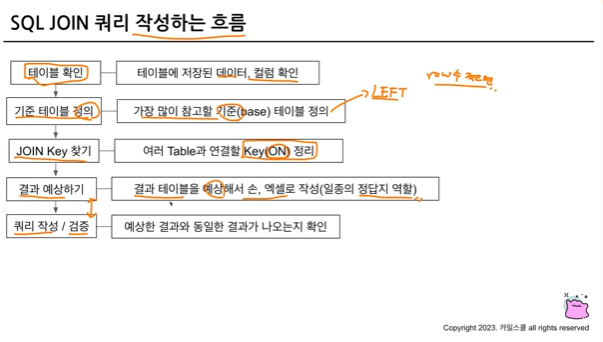 SQL JOIN 쿼리 작성하는 흐름
테이블 확인
테이블에 저장된 데이터, 컬럼 확인
기준 테이블 정의
가장 많이 참고할 기준(base) 테이블 정의
LEFT
JOIN Key 찾기
여러 Table과 연결할 Key(ON) 정리
결과 예상하기
결과 테이블을 예상해서 손, 엑셀로 작성(일종의 정답지 역할)
쿼리 작성 / 검증
예상한 결과와 동일한 결과가 나오는지 확인
Copyright 2023. 카일스쿨 all rights reserved